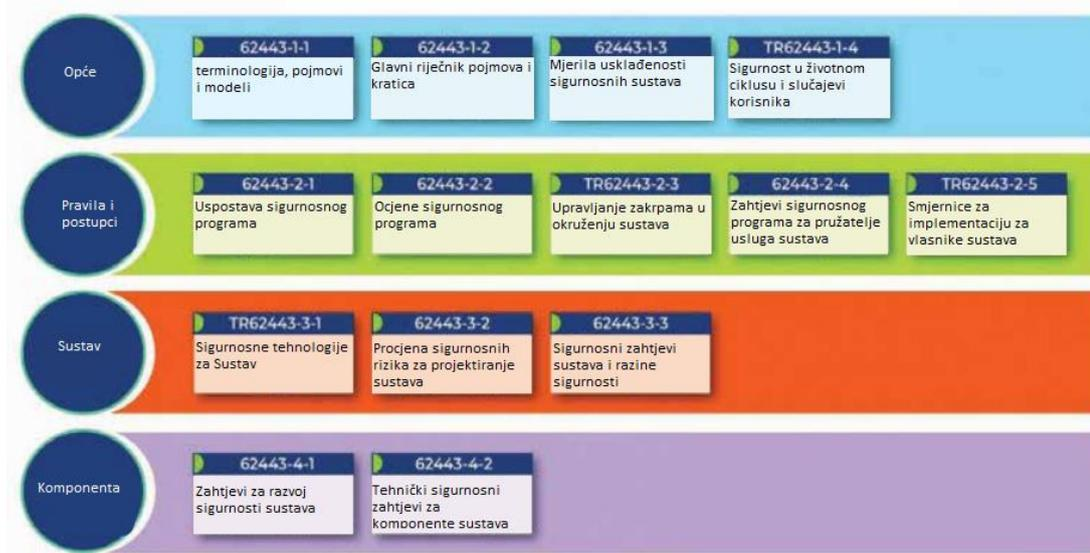 Opće
62443-1-1
terminologija, pojmovi
i modeli
62443-1-2
Glavni riječnik pojmova i
kratica
62443-1-3
Mjerila usklađenosti
sigurnosnih sustava
TR62443-1-4
Sigurnost u životnom
ciklusu i slučajevi
korisnika
Pravila i
postupci
62443-2-1
Uspostava sigurnosnog
programa
62443-2-2
Ocjene sigurnosnog
programa
TR62443-2-3
Upravljanje zakrpama u
okruženju sustava
62443-2-4
Zahtjevi sigurnosnog
programa za pružatelje
usluga sustava
TR62443-2-5
Smjernice za
implementaciju za
vlasnike sustava
Sustav
TR62443-3-1
Sigurnosne tehnologije
za Sustav
62443-3-2
Procjena sigurnosnih
rizika za projektiranje
sustava
62443-3-3
Sigurnosni zahtjevi
sustava i razine
sigurnosti
Komponenta
62443-4-1
Zahtjevi za razvoj
sigurnosti sustava
62443-4-2
Tehnički sigurnosni
zahtjevi za
komponente sustava